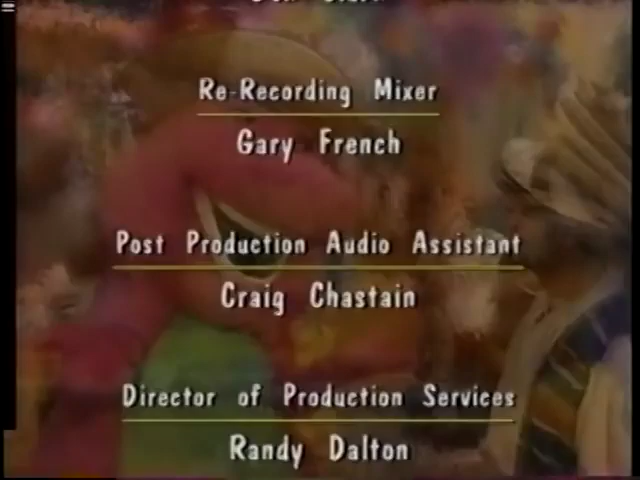 Re-Recording Mixer
Gary French
Post Production Audio Assistant
Craig Chastain
Director of Production Services
Randy Dalton